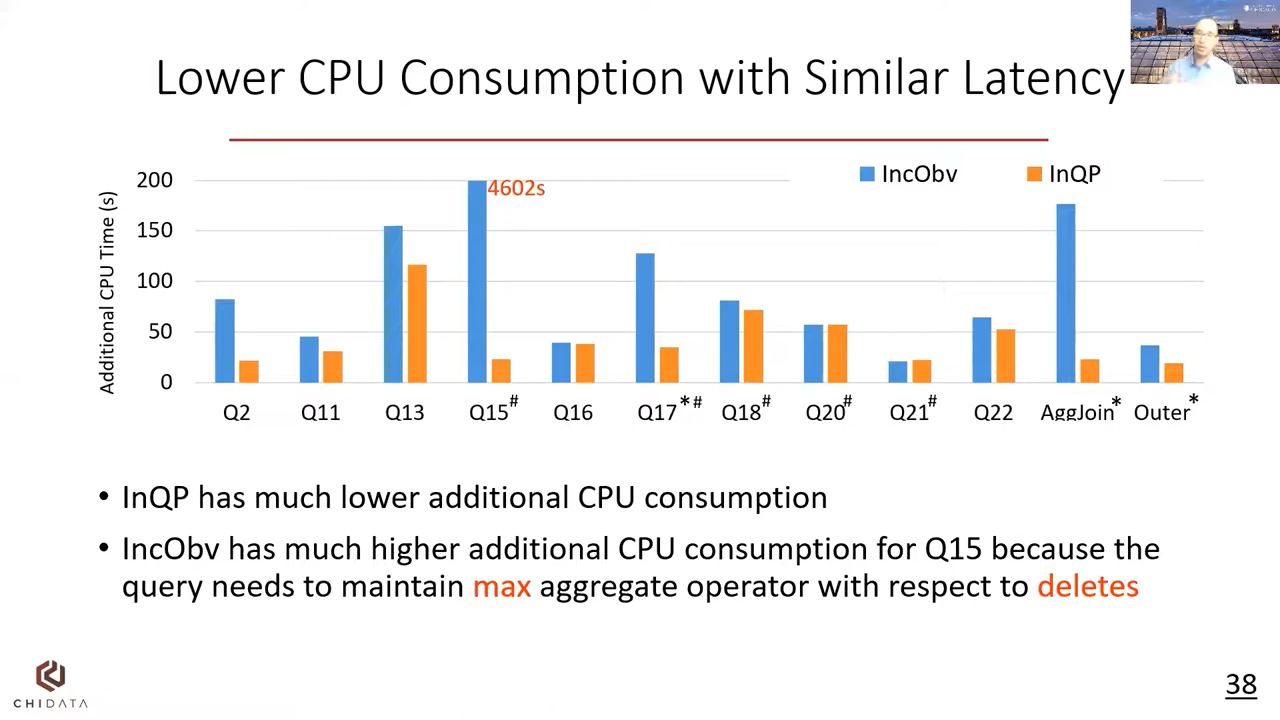 Lower CPU Consumption with Similar Latency
IncObv InQP
Additional CPU Time (s)
200
150
100
50
0
4602s
Q2 Q11 Q13 Q15# Q16 Q17*# Q18# Q20# Q21# Q22 AggJoin* Outer*
• InQP has much lower additional CPU consumption
• IncObv has much higher additional CPU consumption for Q15 because the
query needs to maintain max aggregate operator with respect to deletes
CHIDATA
38